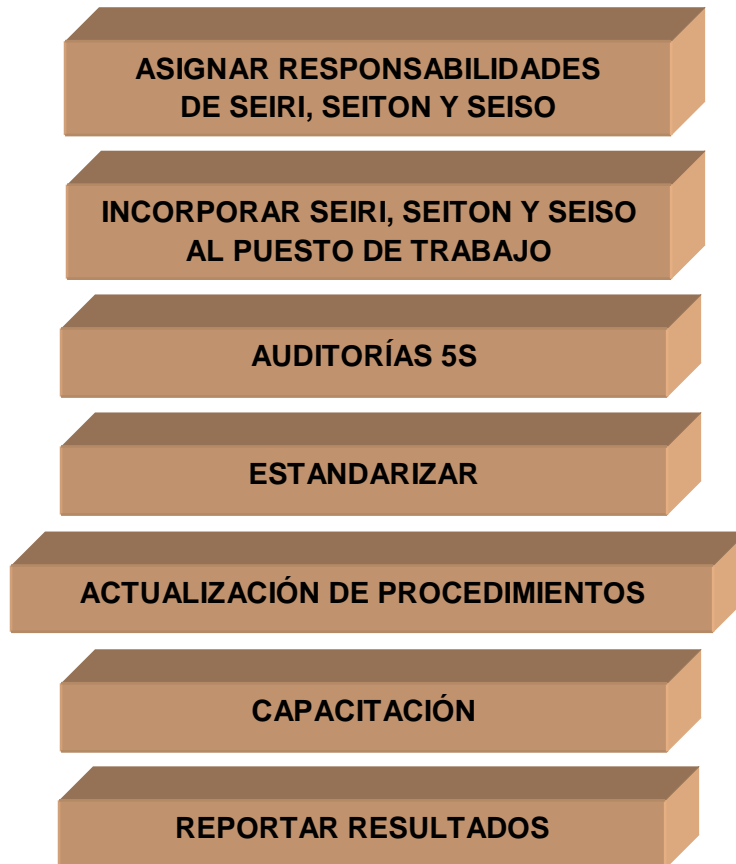 ASIGNAR RESPONSABILIDADES
DE SEIRI, SEITON Y SEISO
INCORPORAR SEIRI, SEITON Y SEISO
AL PUESTO DE TRABAJO
AUDITORÍAS 5S
ESTANDARIZAR
ACTUALIZACIÓN DE PROCEDIMIENTOS
CAPACITACIÓN
REPORTAR RESULTADOS